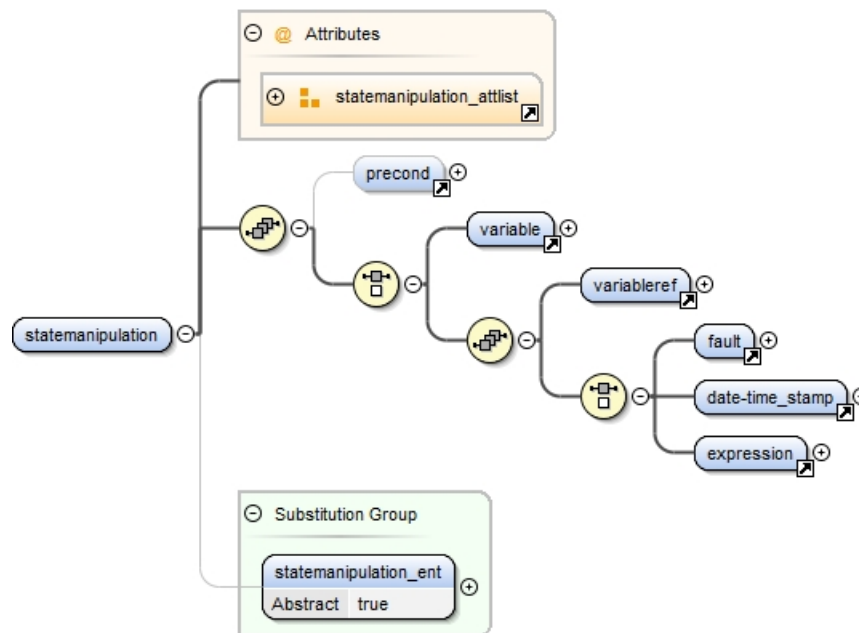 @ Attributes
statemanipulation_attlist
precond
variable
variableref
statemanipulation
fault
date-time_stamp
expression
Substitution Group
statemanipulation_ent
Abstract true